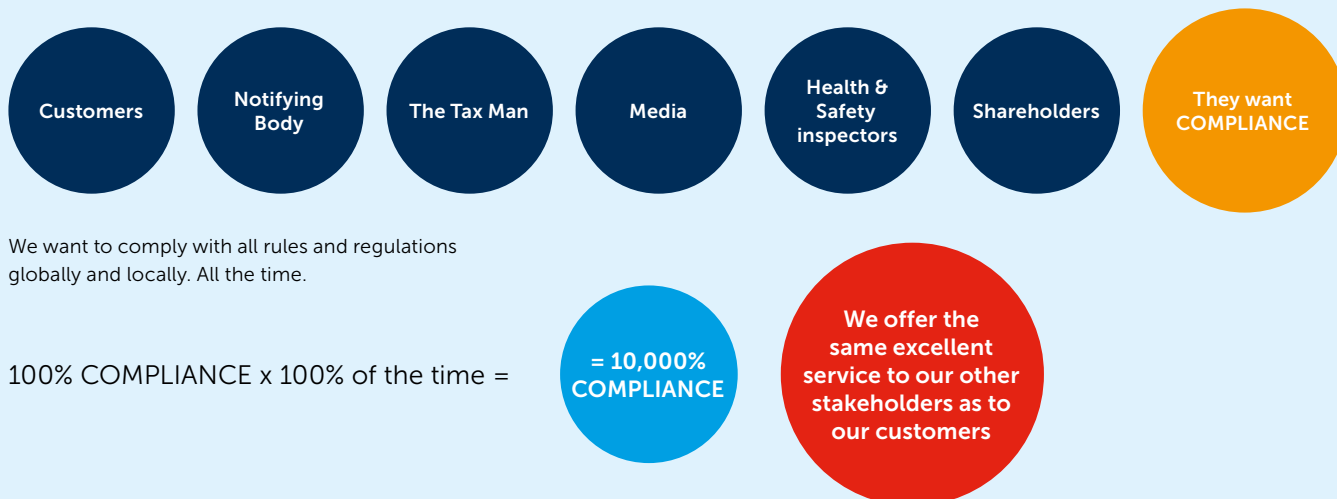 Customers
Notifying
Body
The Tax Man
Media
Health &
Safety
inspectors
Shareholders
They want
COMPLIANCE
We want to comply with all rules and regulations
globally and locally. All the time.
100% COMPLIANCE x 100% of the time =
= 10,000%
COMPLIANCE
We offer the
same excellent
service to our other
stakeholders as to
our customers